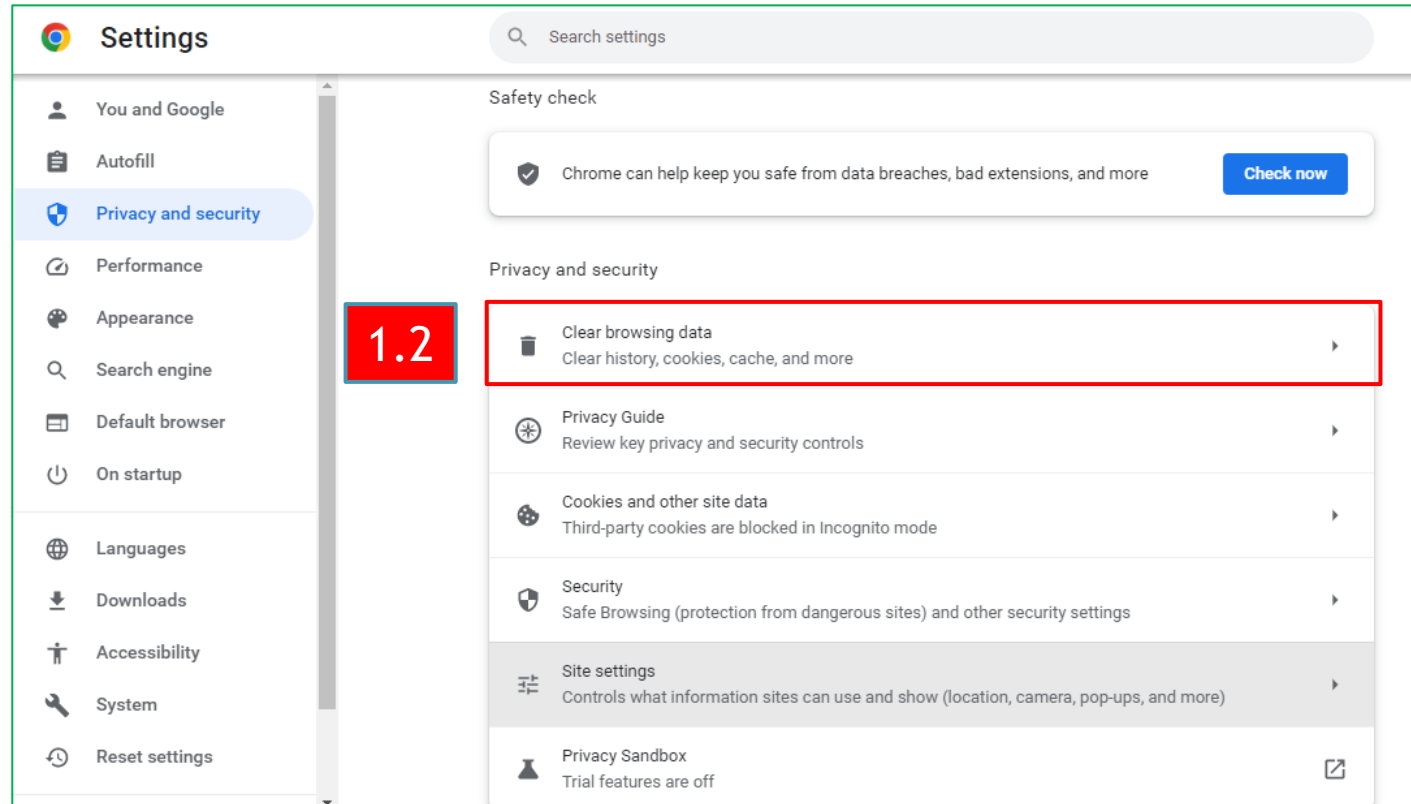 Settings
Search settings
You and Google
Autofill
Privacy and security
Performance
Appearance
Search engine
Default browser
On startup
Languages
Downloads
Accessibility
System
Reset settings
Safety check
Chrome can help keep you safe from data breaches, bad extensions, and more
Check now
Privacy and security
1.2
Clear browsing data
Clear history, cookies, cache, and more
Privacy Guide
Review key privacy and security controls
Cookies and other site data
Third-party cookies are blocked in Incognito mode
Security
Safe Browsing (protection from dangerous sites) and other security settings
Site settings
Controls what information sites can use and show (location, camera, pop-ups, and more)
Privacy Sandbox
Trial features are off